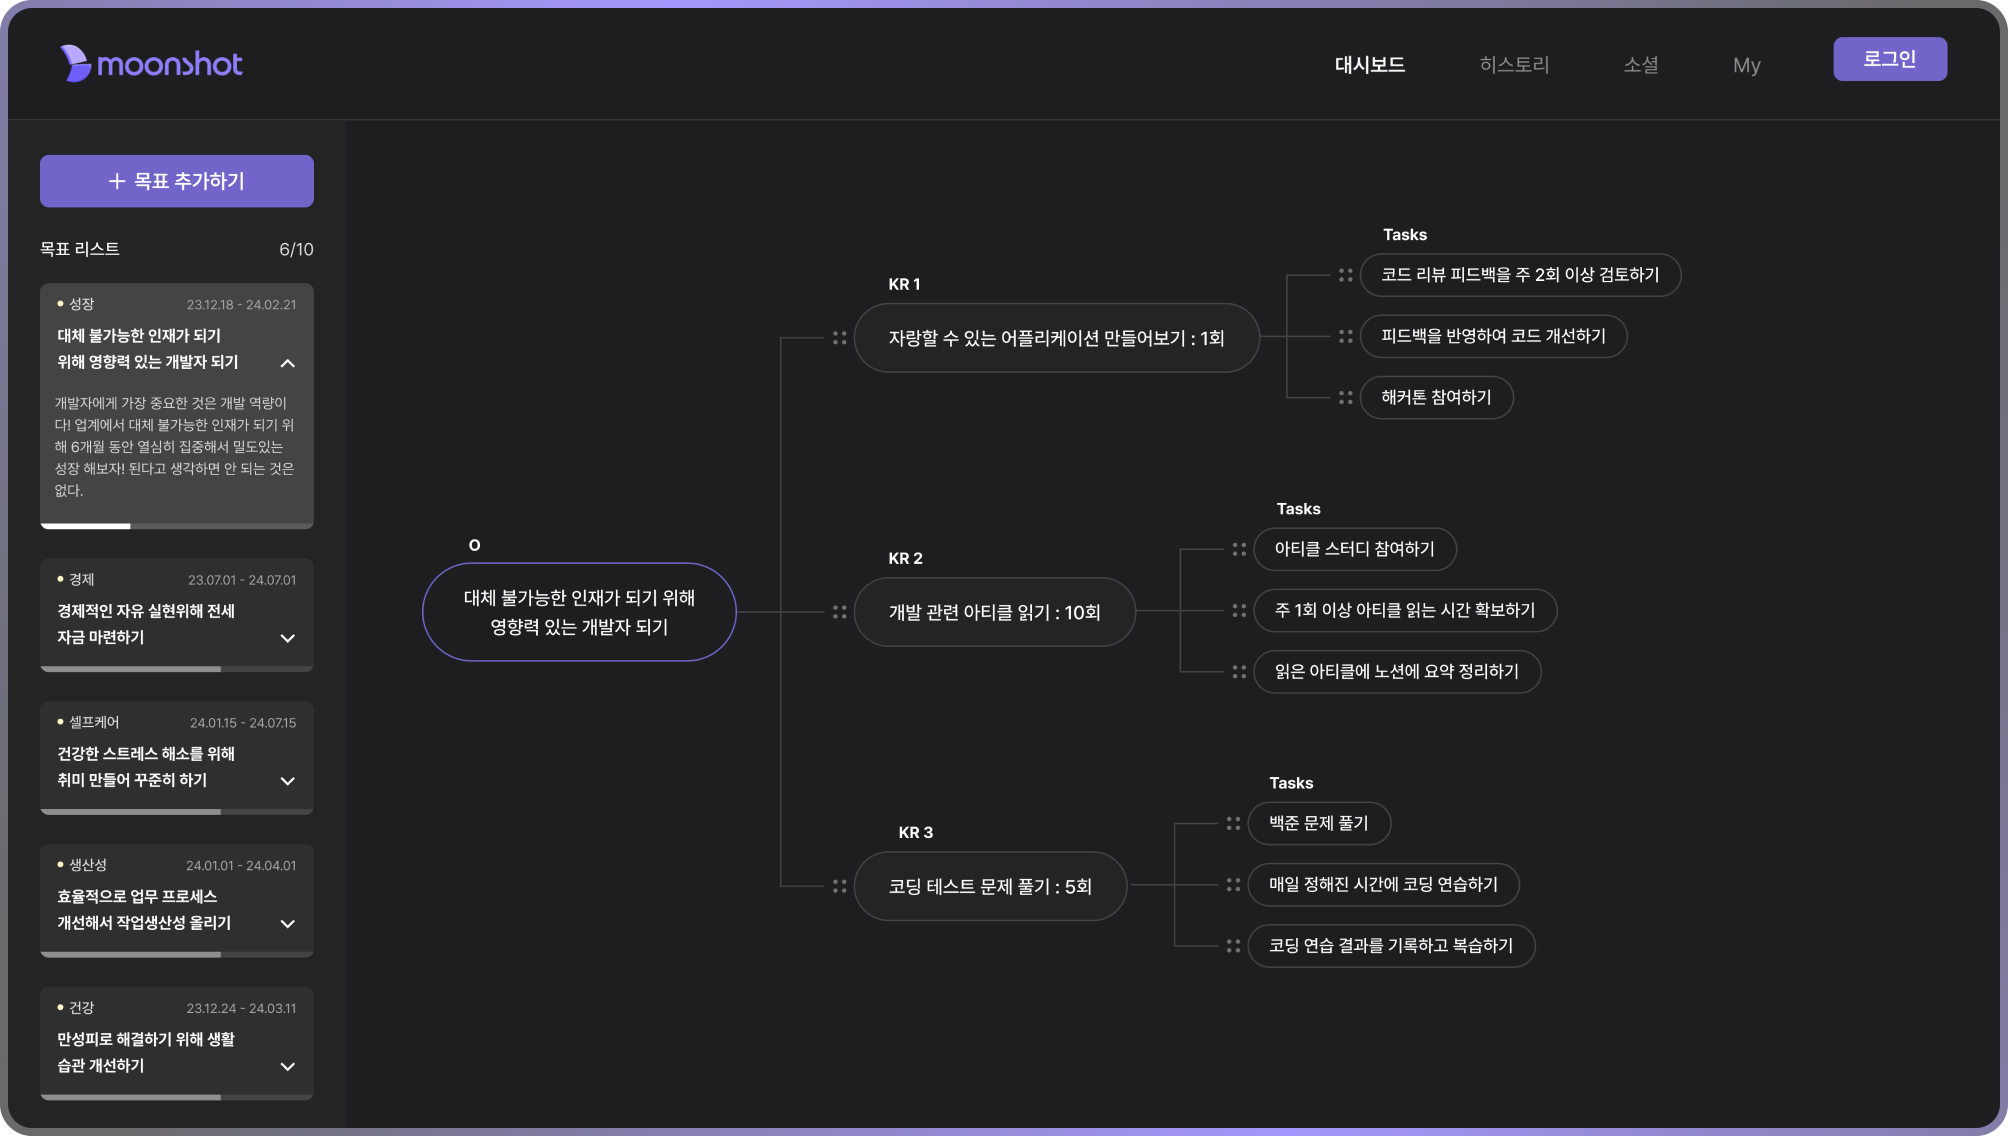 moonshot
대시보드
히스토리
소셜
My
로그인
+ 목표 추가하기
목표 리스트
6/10
성장
23.12.18 - 24.02.21
대체 불가능한 인재가 되기
위해 영향력 있는 개발자 되기
개발자에게 가장 중요한 것은 개발 역량이
다! 업계에서 대체 불가능한 인재가 되기 위
해 6개월 동안 열심히 집중해서 밀도있는
성장 해보자! 된다고 생각하면 안 되는 것은
없다.
경제
23.07.01 - 24.07.01
경제적인 자유 실현위해 전세
자금 마련하기
셀프케어
24.01.15 - 24.07.15
건강한 스트레스 해소를 위해
취미 만들어 꾸준히 하기
생산성
24.01.01 - 24.04.01
효율적으로 업무 프로세스
개선해서 작업생산성 올리기
건강
23.12.24 - 24.03.11
만성피로 해결하기 위해 생활
습관 개선하기
O
대체 불가능한 인재가 되기 위해
영향력 있는 개발자 되기
KR 1
자랑할 수 있는 어플리케이션 만들어보기 : 1회
Tasks
코드 리뷰 피드백을 주 2회 이상 검토하기
피드백을 반영하여 코드 개선하기
해커톤 참여하기
KR 2
개발 관련 아티클 읽기 : 10회
Tasks
아티클 스터디 참여하기
주 1회 이상 아티클 읽는 시간 확보하기
읽은 아티클에 노션에 요약 정리하기
KR 3
코딩 테스트 문제 풀기 : 5회
Tasks
백준 문제 풀기
매일 정해진 시간에 코딩 연습하기
코딩 연습 결과를 기록하고 복습하기